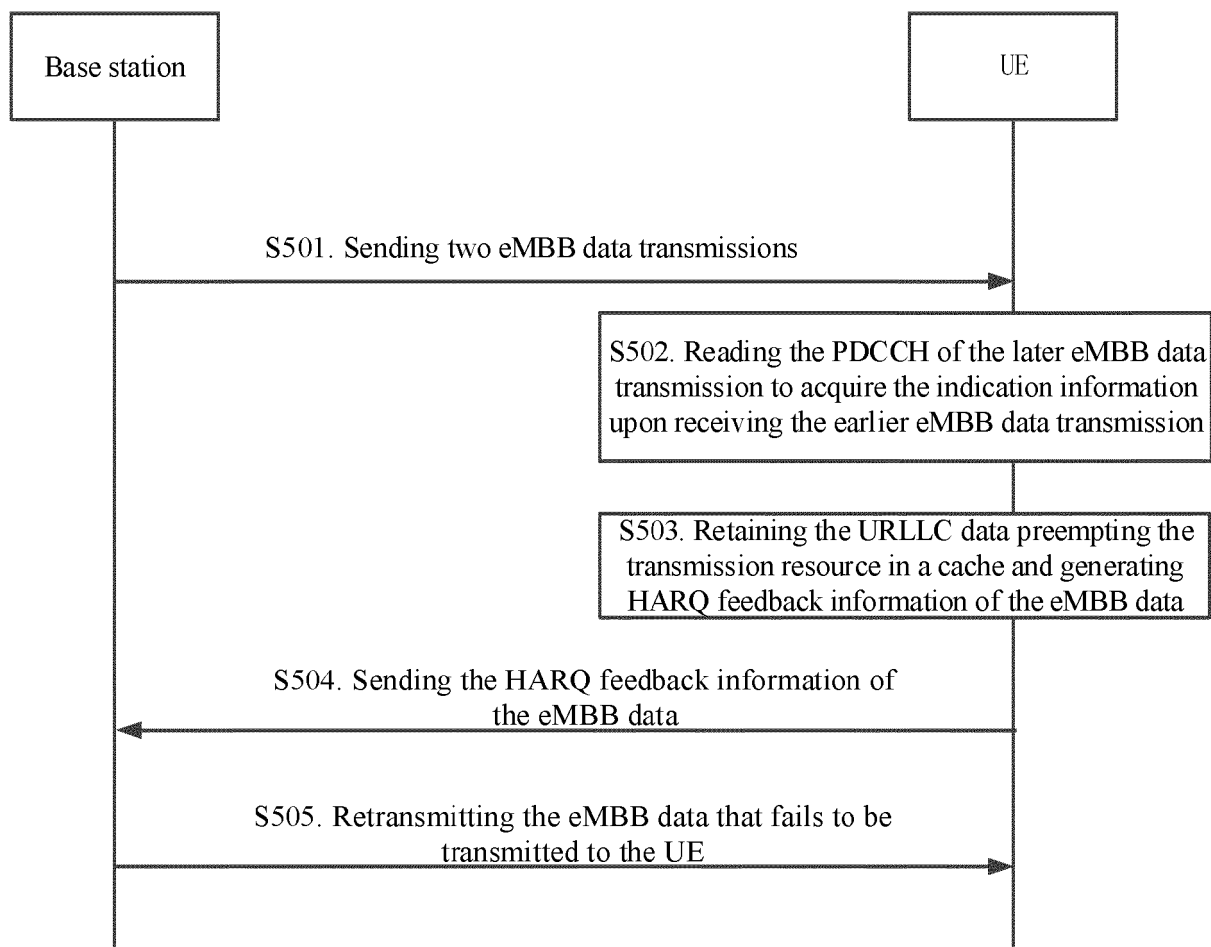 Base station
UE
S501. Sending two eMBB data transmissions
S502. Reading the PDCCH of the later eMBB data
transmission to acquire the indication information
upon receiving the earlier eMBB data transmission
S503. Retaining the URLLC data preempting the
transmission resource in a cache and generating
HARQ feedback information of the eMBB data
S504. Sending the HARQ feedback information of
the eMBB data
S505. Retransmitting the eMBB data that fails to be
transmitted to the UE